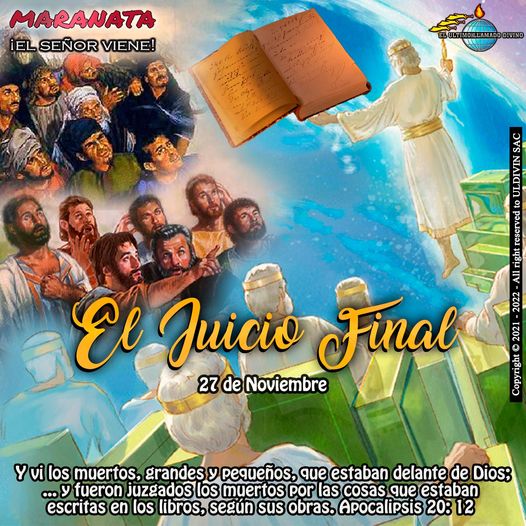 MARANATA
¡EL SEÑOR VIENE!
EL ULTIMO LLAMADO DIVINO
Copyright © 2021 - 2022 - All right reserved to ULDIVIN SAC
El Juicio Final
27 de Noviembre
Y vi los muertos, grandes y pequeños, que estaban delante de Dios;
... y fueron juzgados los muertos por las cosas que estaban
escritas en los libros, según sus obras. Apocalipsis 20: 12